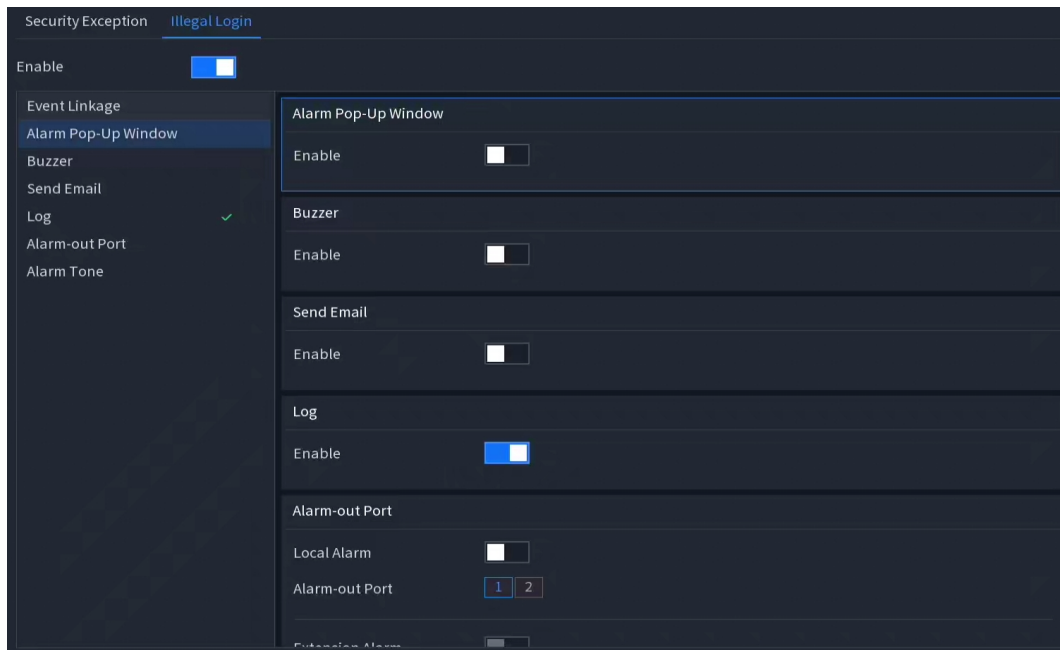 Security Exception Illegal Login
Enable
Event Linkage
Alarm Pop-Up Window
Buzzer
Send Email
Log
Alarm-out Port
Alarm Tone
Alarm Pop-Up Window
Enable
Buzzer
Enable
Send Email
Enable
Log
Enable
Alarm-out Port
Local Alarm
Alarm-out Port 1 2
Extension Alarm